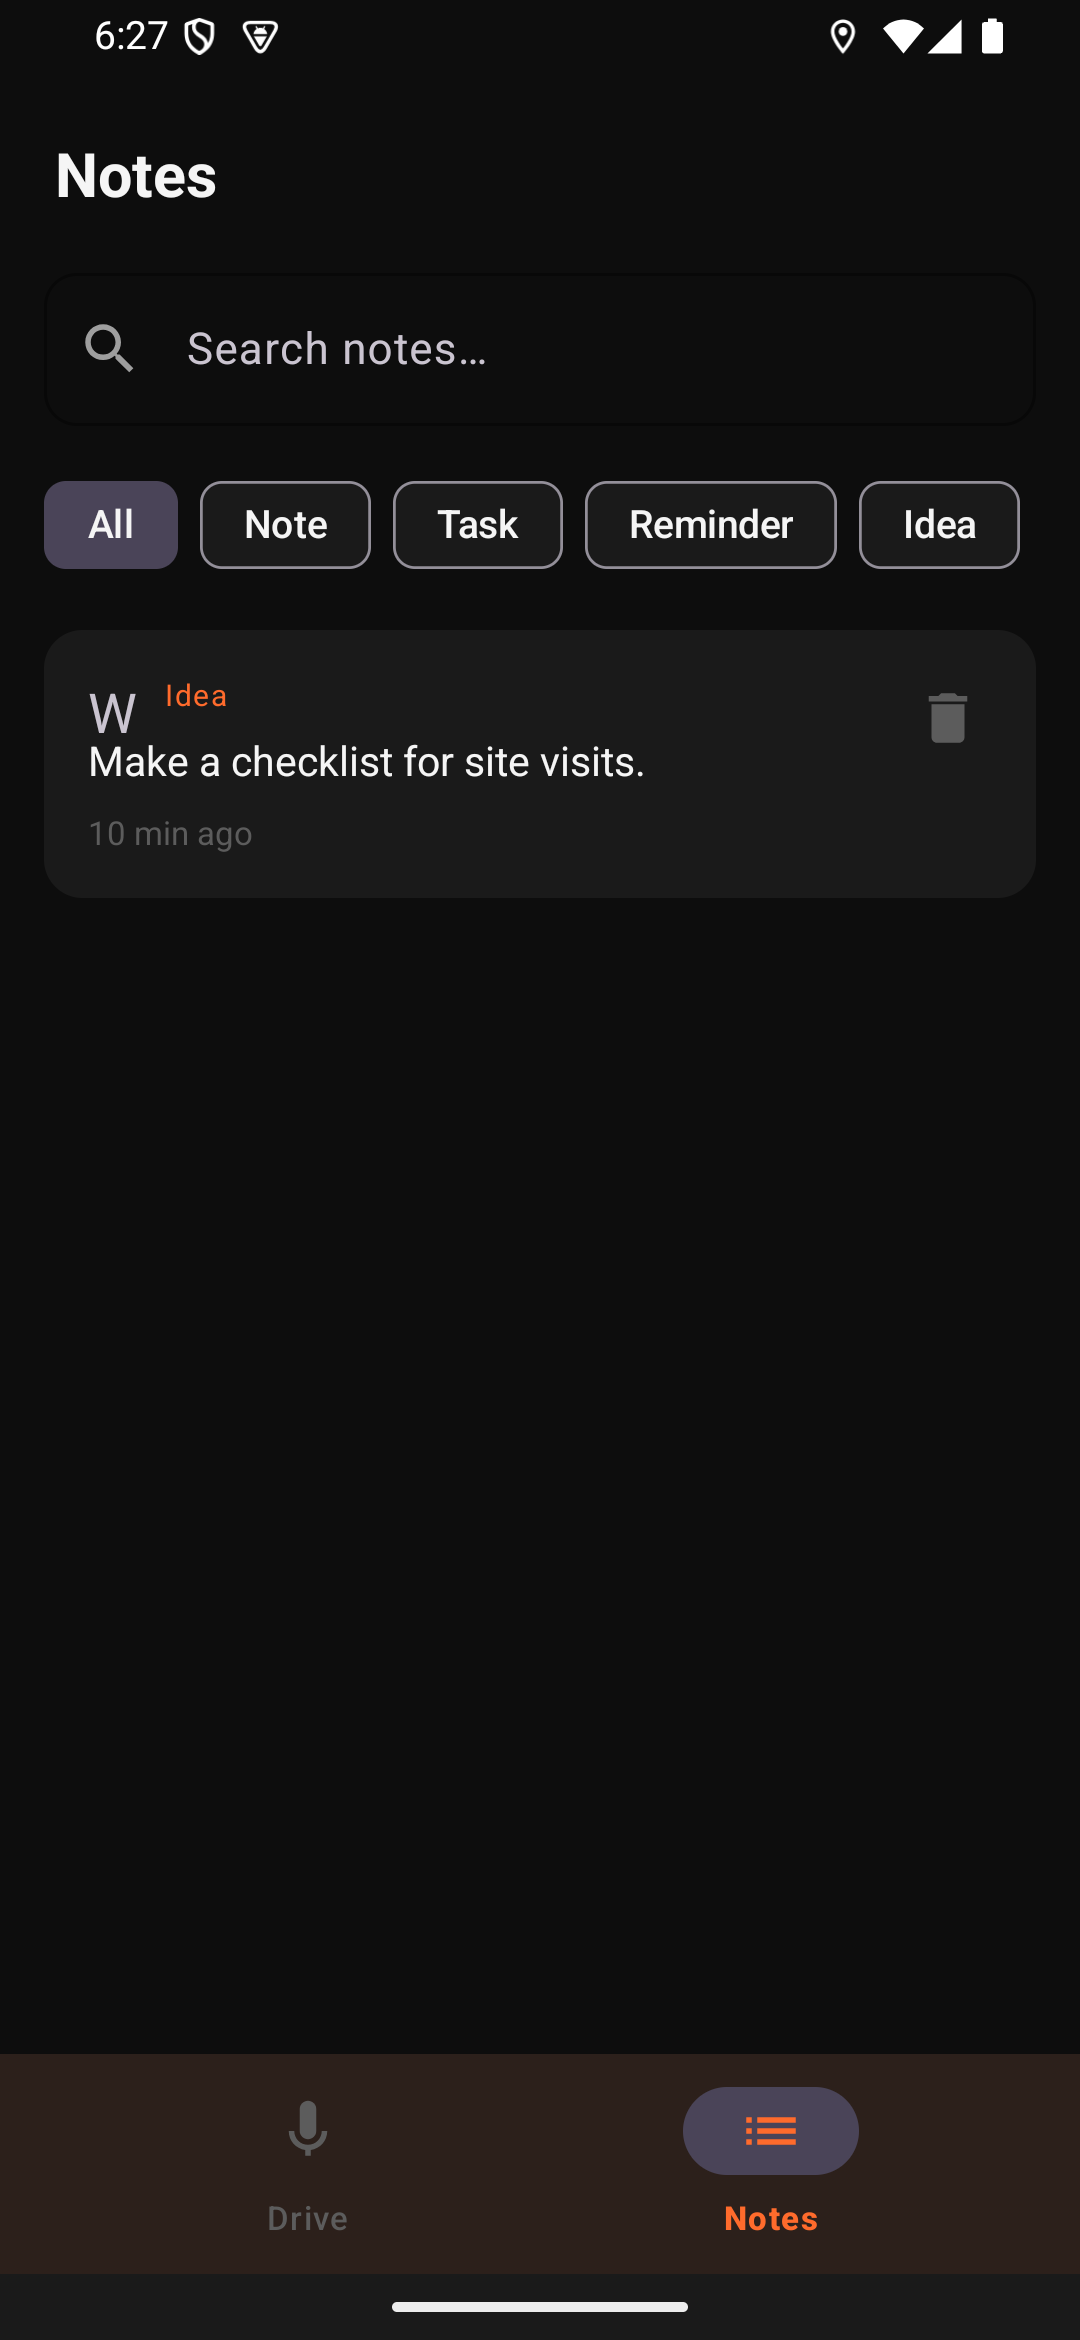 6:27
Notes
Search notes…
All Note Task Reminder Idea
W Idea
Make a checklist for site visits.
10 min ago
Drive Notes